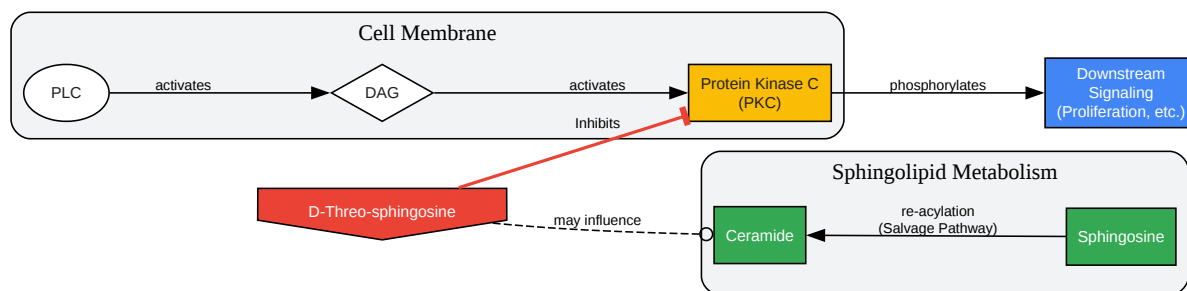 Cell Membrane
PLC
activates
DAG
activates
Protein Kinase C
(PKC)
phosphorylates
Downstream
Signaling
(Proliferation, etc.)
Inhibits
D-Threo-sphingosine
may influence
Sphingolipid Metabolism
Ceramide
re-acylation
(Salvage Pathway)
Sphingosine